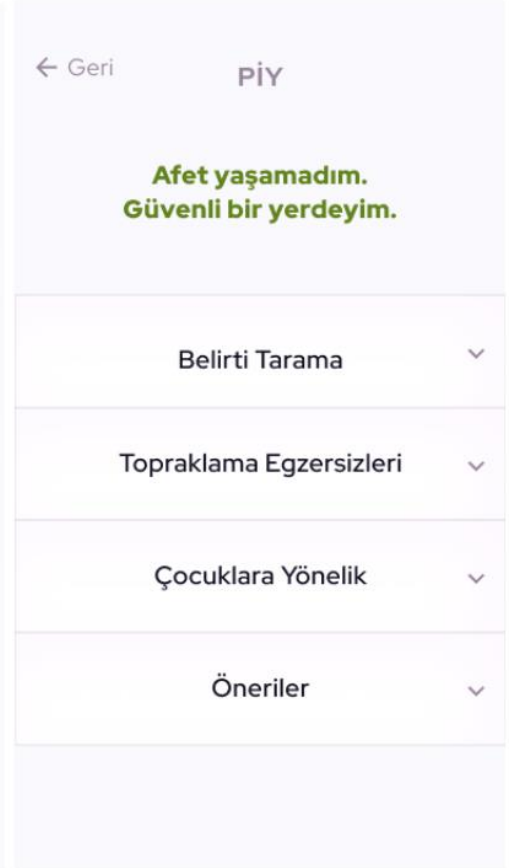 ← Geri
PİY
Afet yaşamadım.
Güvenli bir yerdeyim.
Belirti Tarama
Topraklama Egzersizleri
Çocuklara Yönelik
Öneriler